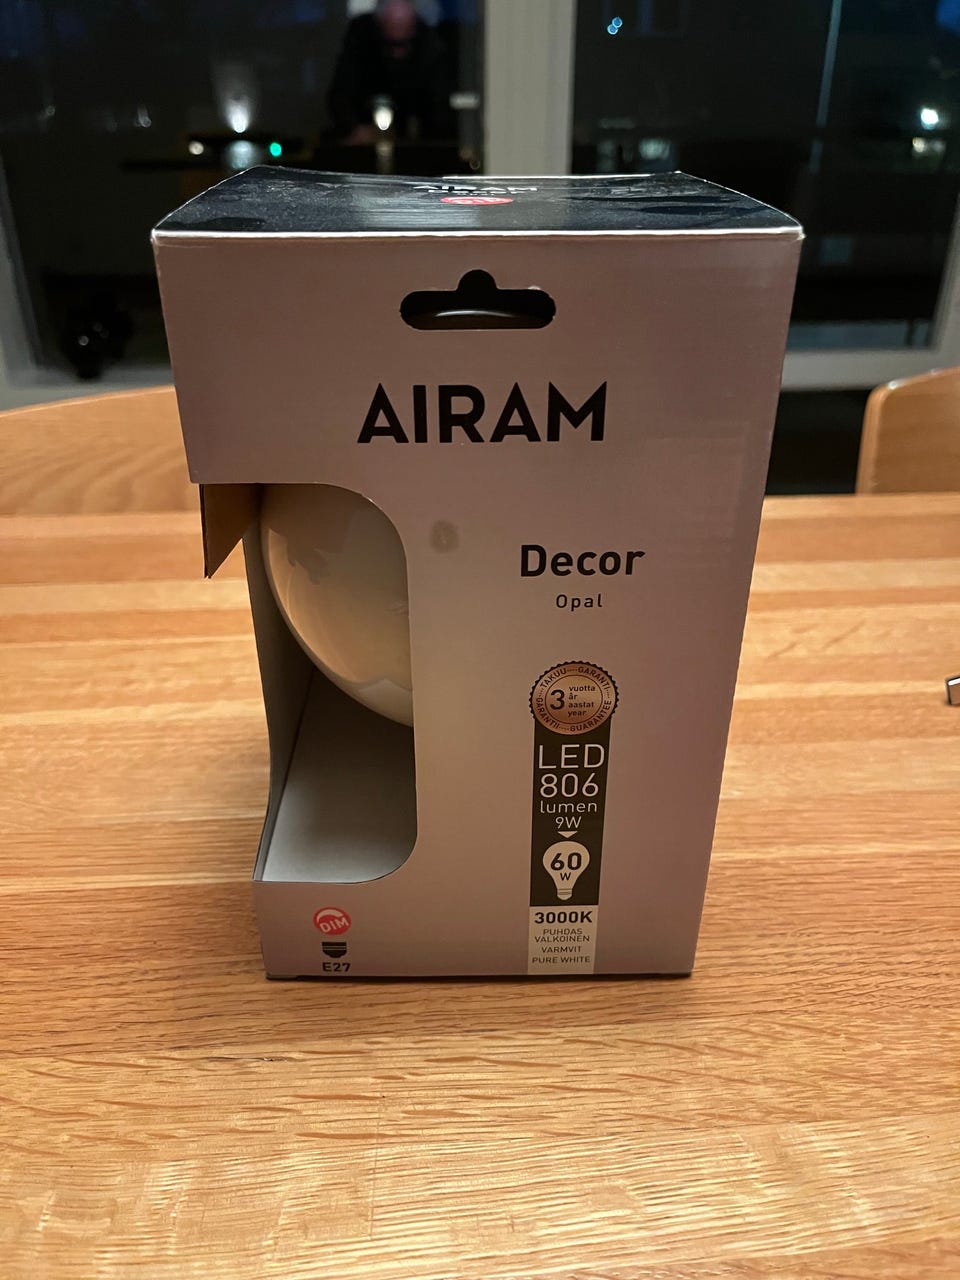 AIRAM
AIRAM
Decor
Opal
TAKUU GARANTI
3 vuotta
år
aastat
year
GARANTII GUARANTEE
LED
806
lumen
9W
60
W
3000K
PUHDAS
VALKOINEN
VARMVIT
PURE WHITE
DIM
E27